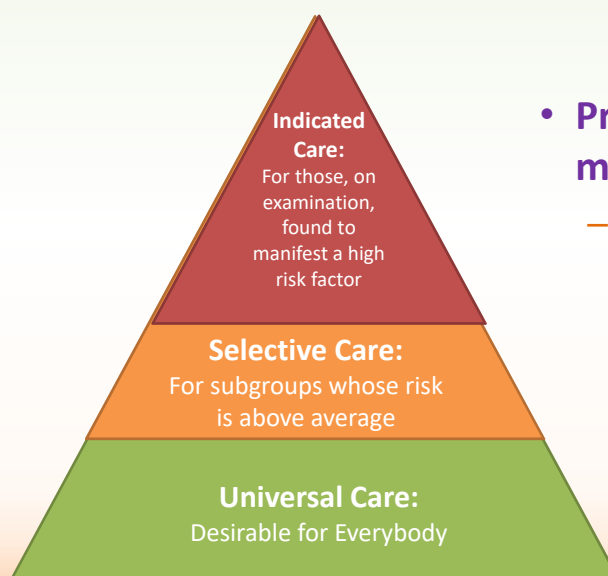 Indicated
Care:
For those, on
examination,
found to
manifest a high
risk factor
Selective Care:
For subgroups whose risk
is above average
Universal Care:
Desirable for Everybody
• Pr
m
–